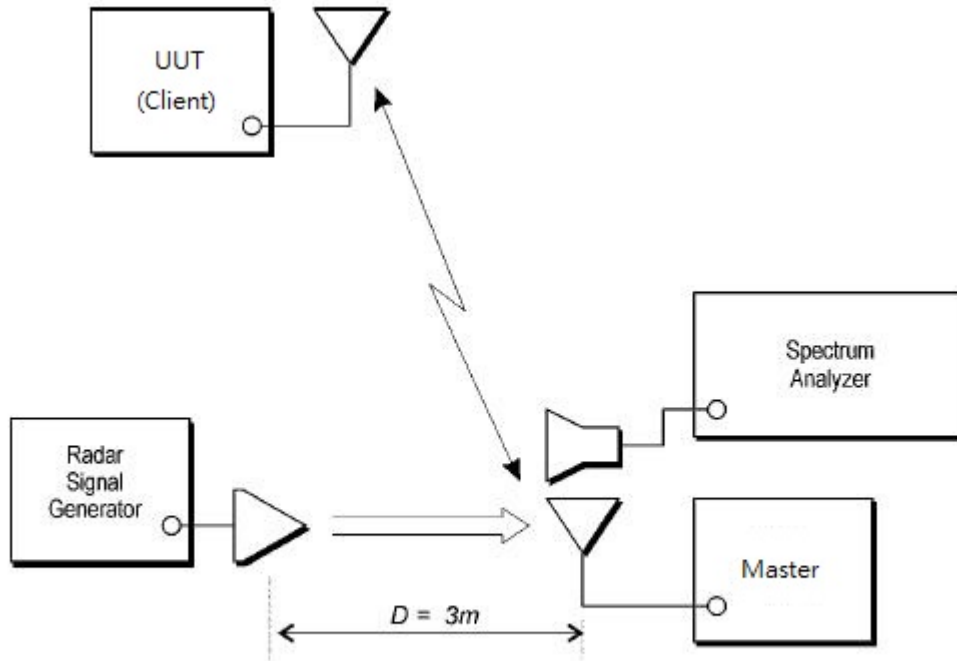 UUT
(Client)
Spectrum
Analyzer
Radar
Signal
Generator
Master
D = 3m